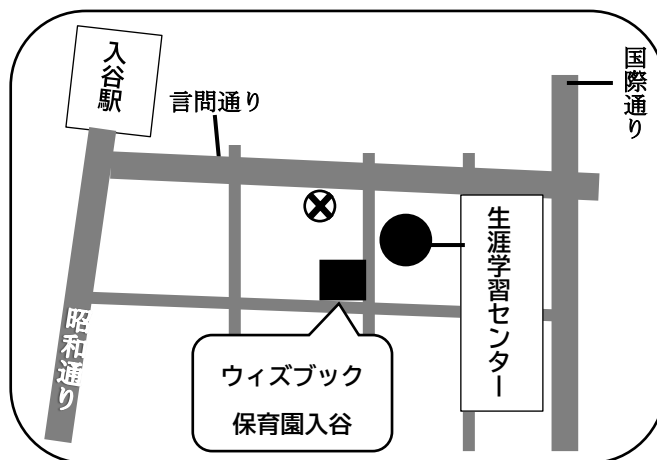 入谷駅
言問通り
国際通り
生涯学習センター
昭和通り
ウィズブック
保育園入谷